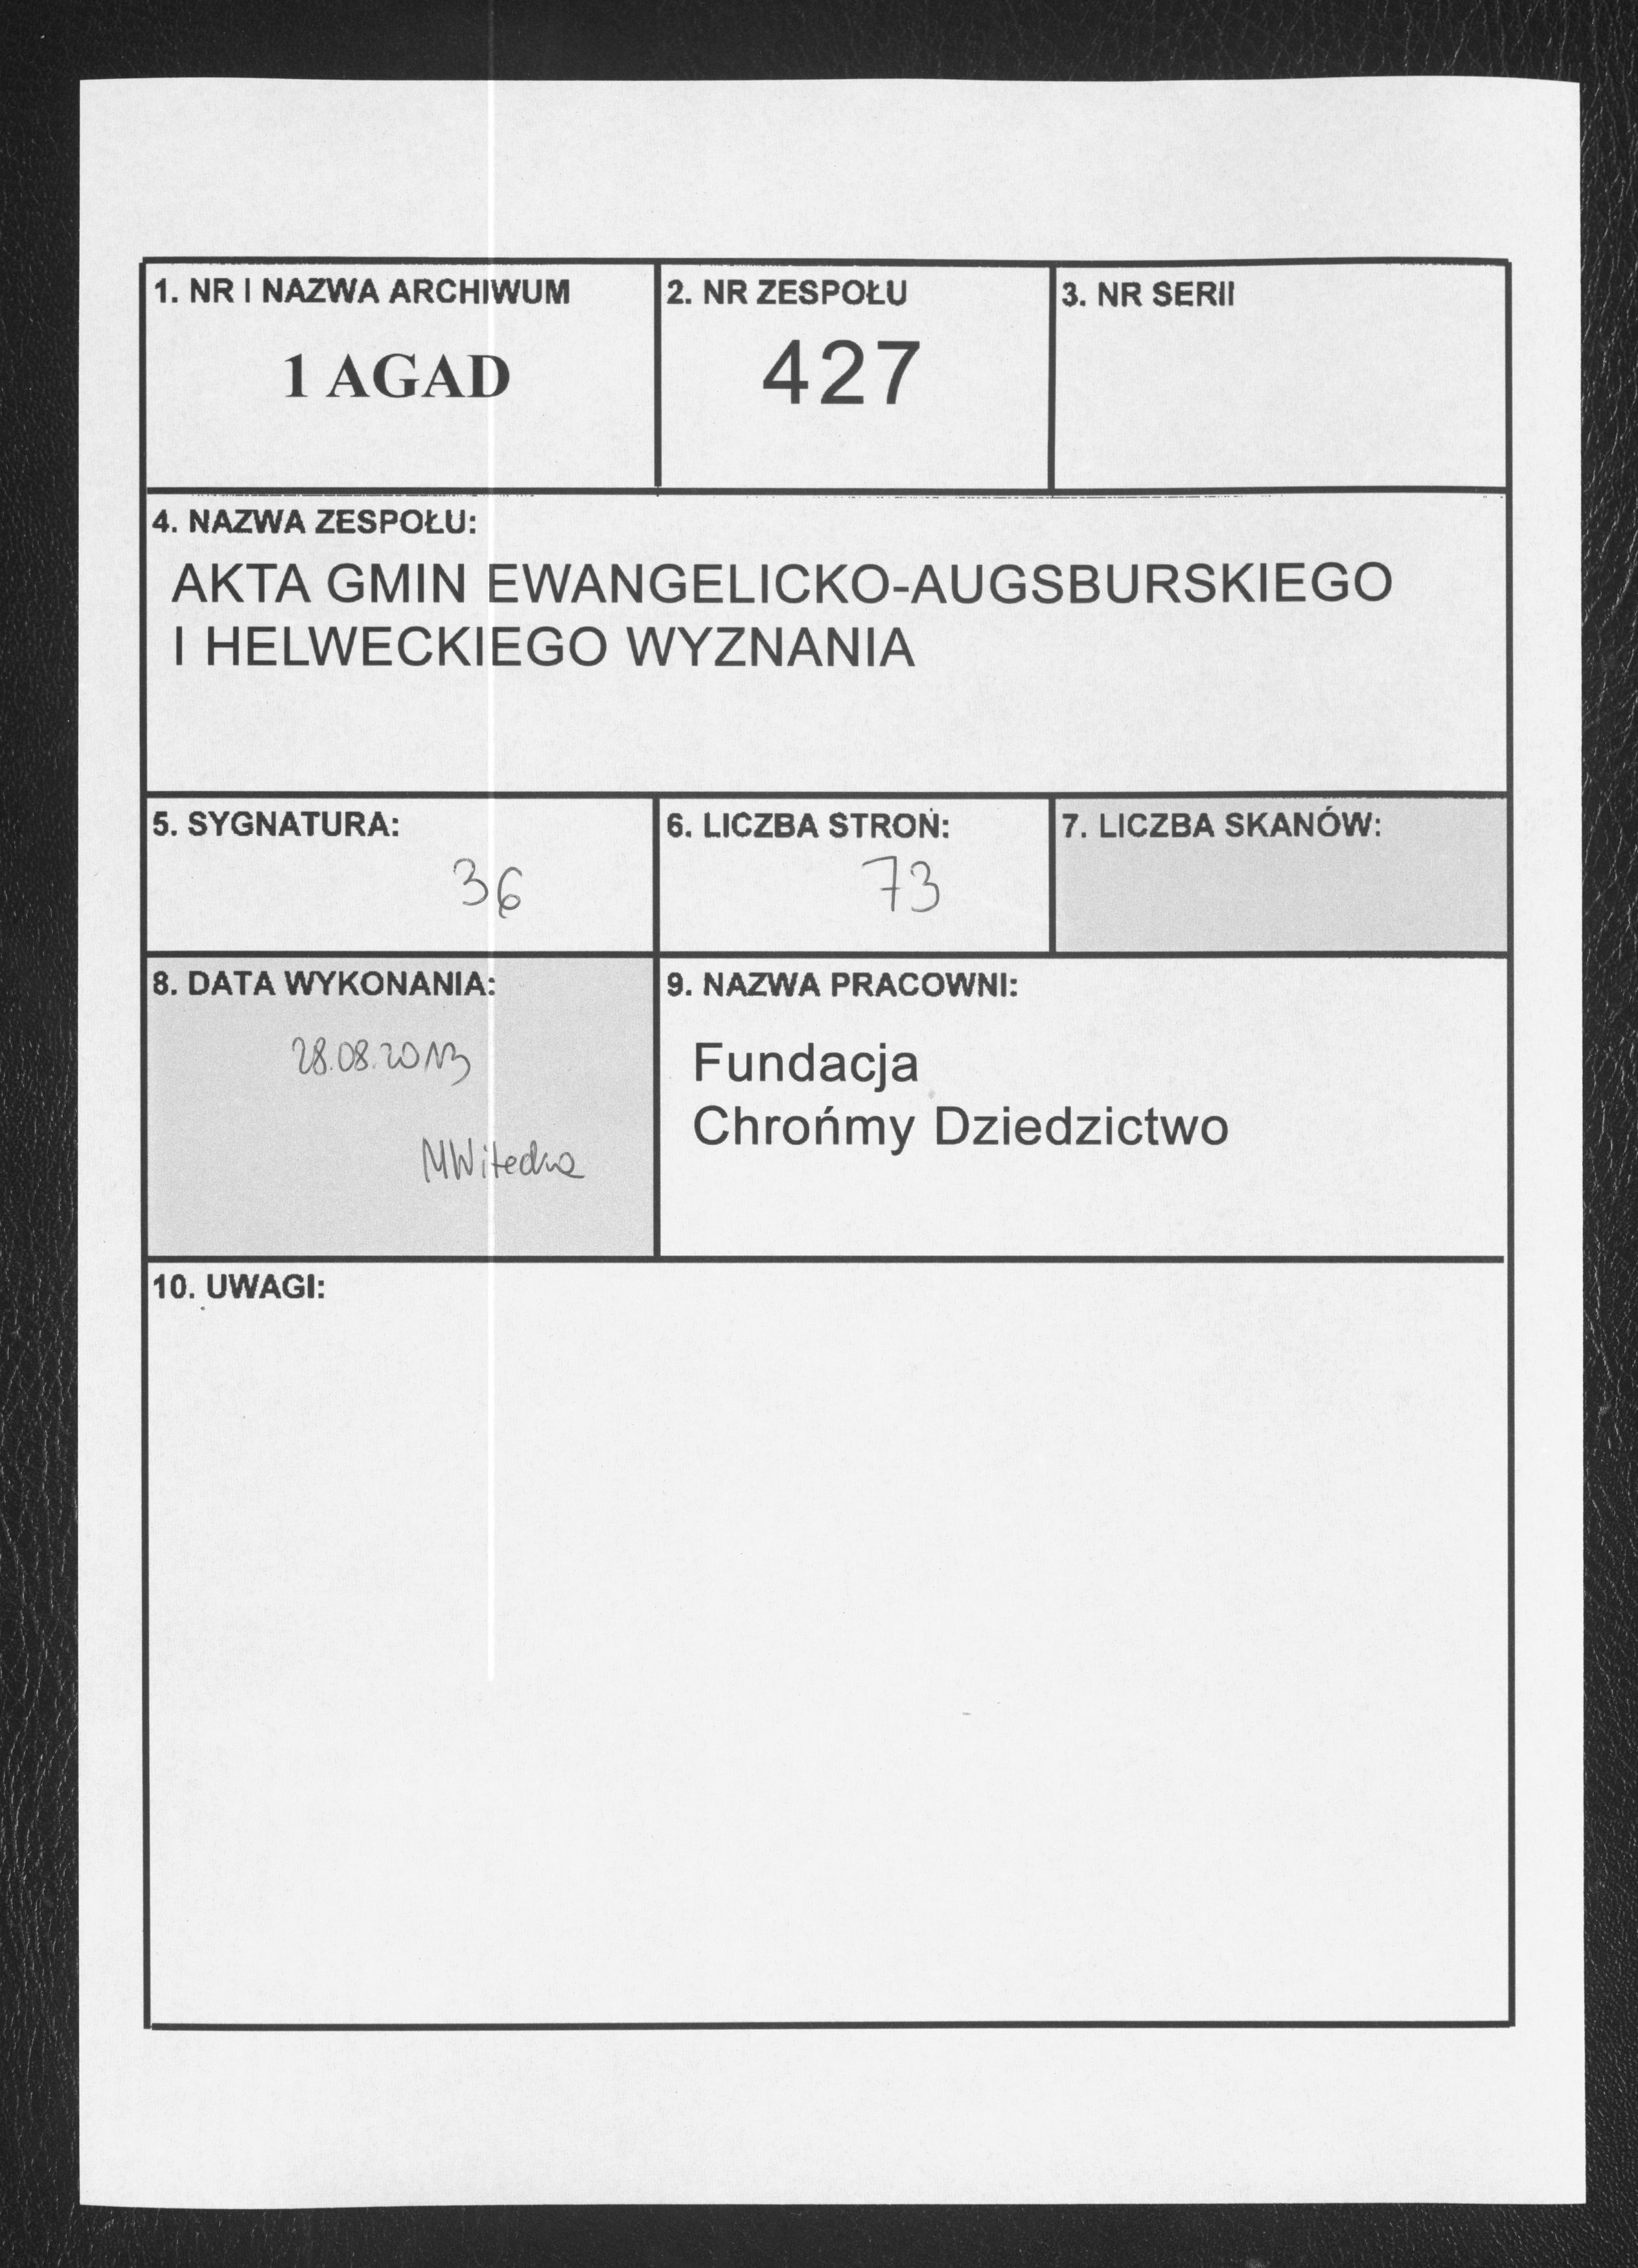 1. NR I NAZWA ARCHIWUM
1 AGAD
2. NR ZESPOŁU
427
3. NR SERII
4. NAZWA ZESPOŁU:
AKTA GMIN EWANGELICKO-AUGSBURSKIEGO
I HELWECKIEGO WYZNANIA
5. SYGNATURA:
36
6. LICZBA STRON:
73
7. LICZBA SKANÓW:
8. DATA WYKONANIA:
28.08.2013
9. NAZWA PRACOWNI:
Fundacja
Chrońmy Dziedzictwo
10. UWAGI: